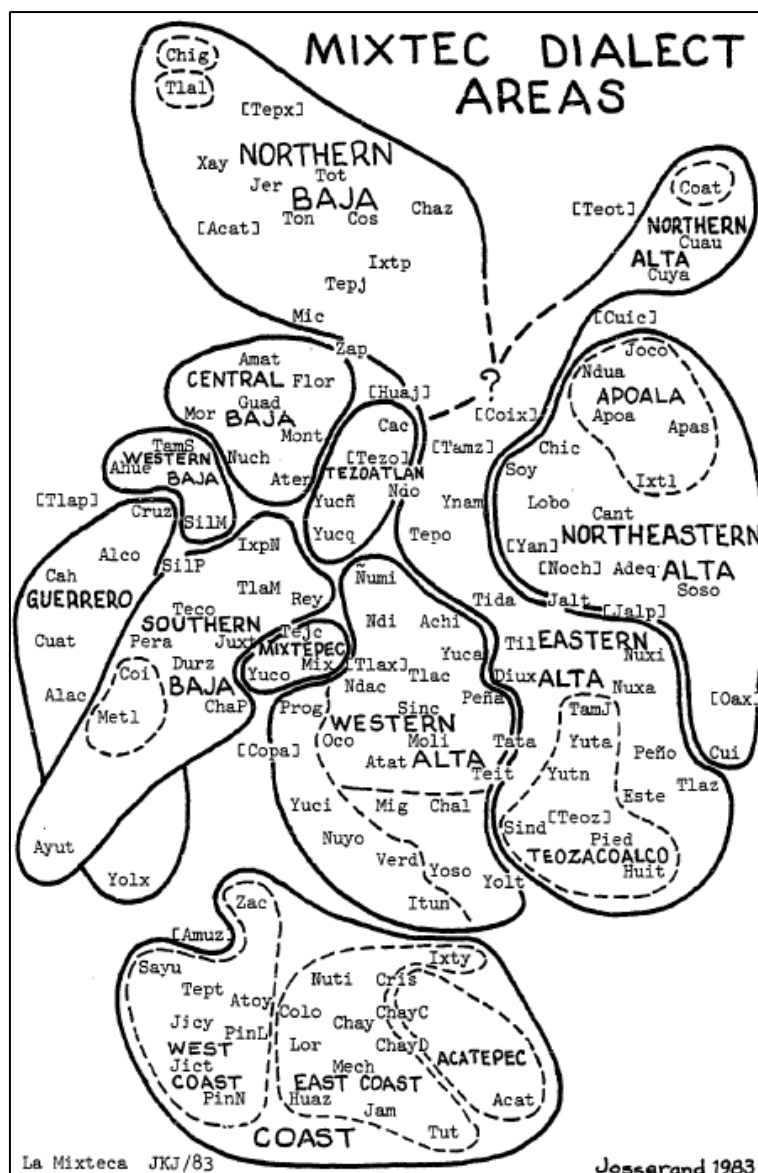 MIXTEC DIALECT
AREAS
Chig
Tlal
[Tepx]
Xay
NORTHERN
Tot
Jer
BAJA
[Acat]
Ton
Cos
Chaz
Ixtp
Tepj
Mic
Coat
[Teot]
NORTHERN
Cuau
ALTA
Cuya
[Cuic]
Zap
Amat
CENTRAL
Flor
Guad
Mor
BAJA
Mont
Nuch
Aten
[Huaj]
?
[Coix]
Cac
[Tezo]
TEZOATLAN
[Tamz]
Ndo
Yucñ
Yucq
Ynam
Tepo
Joco
Ndua
APOALA
Apoa
Apas
Ixtl
Chic
Soy
Lobo
Cant
NORTHEASTERN
[Yan]
[Noch]
Adeq
ALTA
Soso
Jalt
[Jalp]
TamS
WESTERN
Ahue
BAJA
[Tlap]
Cruz
SilM
Alco
SilP
IxpN
Cah
GUERRERO
TlaM
Rey
Teco
SOUTHERN
Cuat
Pera
Juxt
Durz
Coi
BAJA
Alac
Metl
ChaP
Tejc
MIXTEPEC
Yuco
Mix
Ñumi
Ndi
Achi
Tida
[Tlax]
Yuca
Ndac
Tlac
Diux
Peña
Prog
Sinc
WESTERN
Oco
Moli
Tata
[Copa]
Atat
ALTA
Teit
Til
EASTERN
Nuxi
ALTA
Nuxa
TamJ
[Oax]
Yuta
Peño
Cui
Yutn
Tlaz
Este
[Teoz]
Sind
Pied
TEOZACOALCO
Huit
Yuci
Mig
Chal
Nuyo
Verd
Yoso
Yolt
Itun
Ayut
Yolx
Zac
[Amuz]
Sayu
Ixty
Tept
Nuti
Cris
Atoy
Colo
ChayC
Jicy
Chay
PinL
Lor
ChayD
WEST
ACATEPEC
Jict
Mech
COAST
EAST COAST
PinN
Huaz
Acat
Jam
COAST
Tut
La Mixteca JKJ/83
Josserand 1983